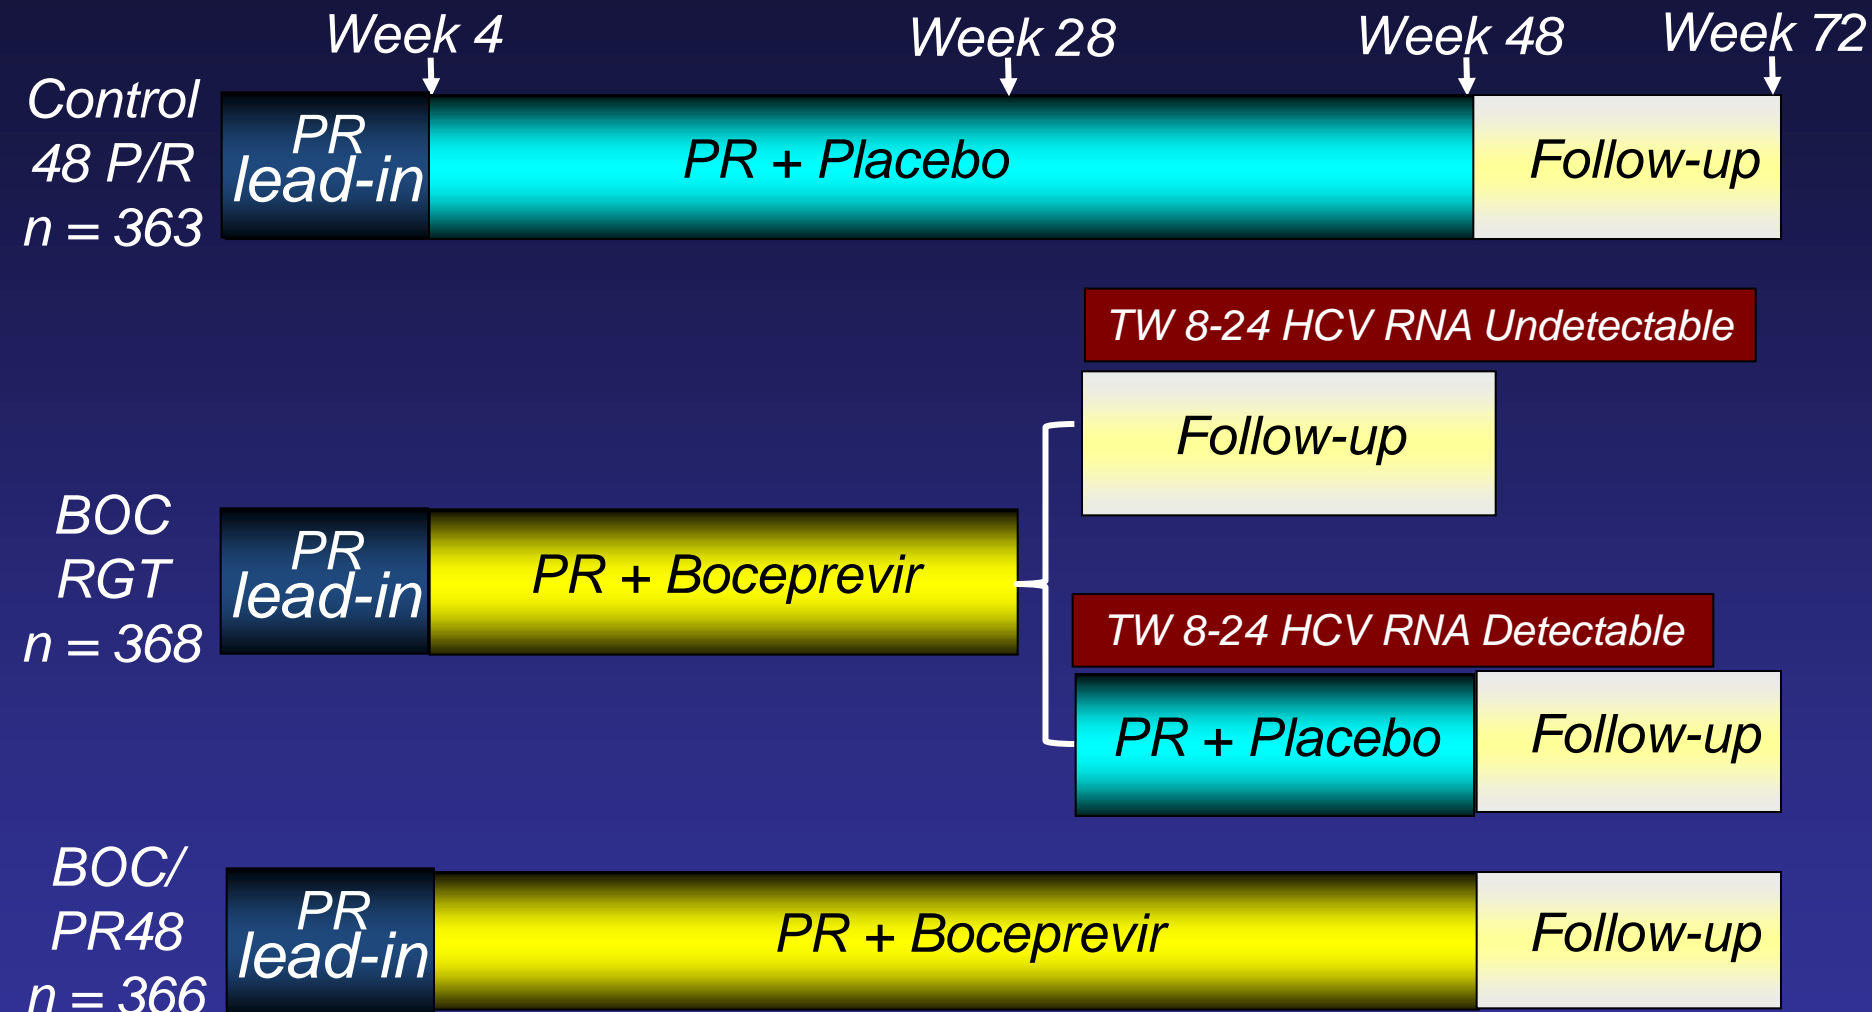 Week 4
Week 28
Week 48
Week 72
Control
48 P/R
n = 363
PR
lead-in
PR + Placebo
Follow-up
TW 8-24 HCV RNA Undetectable
Follow-up
BOC
RGT
n = 368
PR
lead-in
PR + Boceprevir
TW 8-24 HCV RNA Detectable
PR + Placebo
Follow-up
BOC/
PR48
n = 366
PR
lead-in
PR + Boceprevir
Follow-up